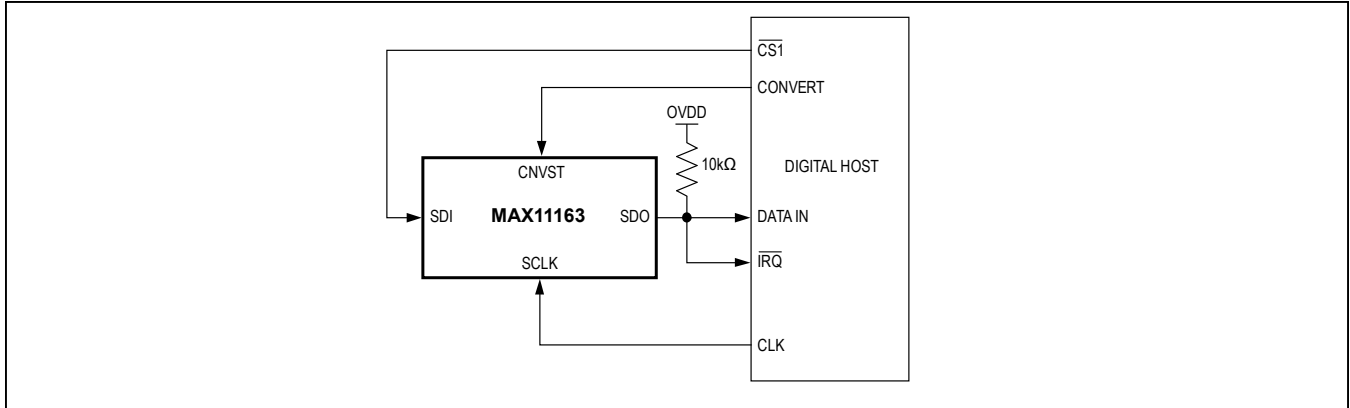 CS1
CONVERT
OVDD
10kΩ
DIGITAL HOST
CNVST
SDI MAX11163 SDO
DATA IN
IRQ
SCLK
CLK